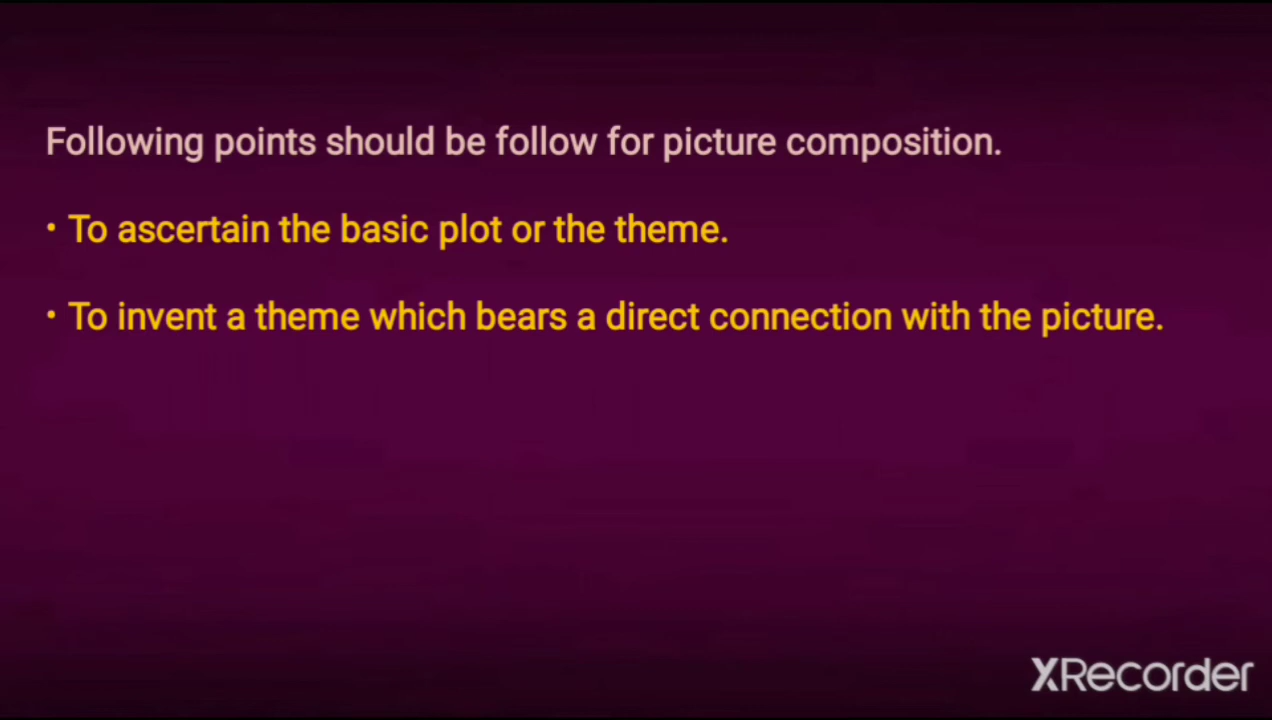 Following points should be follow for picture composition.
• To ascertain the basic plot or the theme.
• To invent a theme which bears a direct connection with the picture.
XRecorder